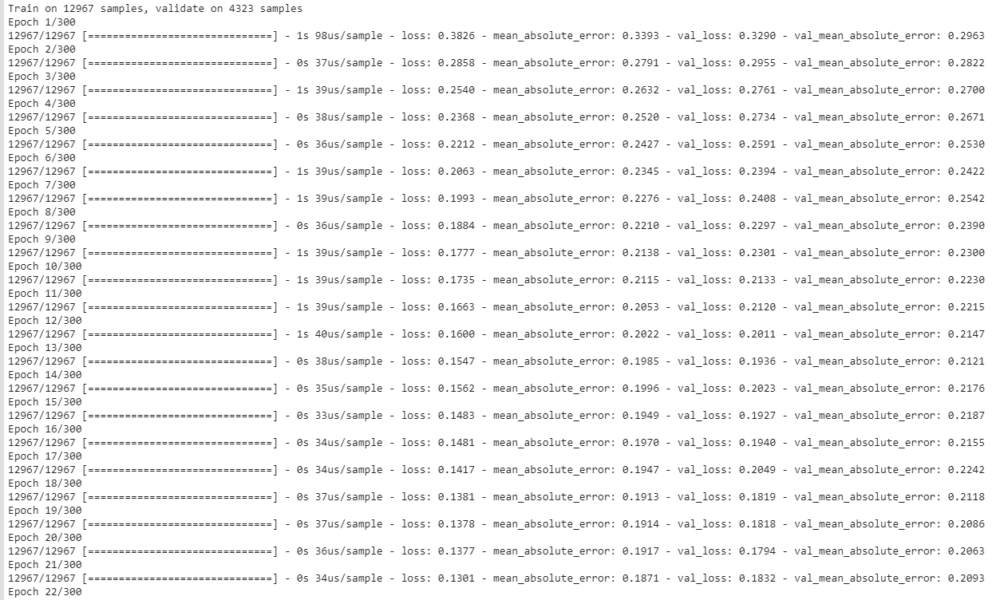 Train on 12967 samples, validate on 4323 samples
Epoch 1/300
12967/12967 [==============================] - 1s 98us/sample - loss: 0.3826 - mean_absolute_error: 0.3393 - val_loss: 0.3290 - val_mean_absolute_error: 0.2963
Epoch 2/300
12967/12967 [==============================] - 0s 37us/sample - loss: 0.2858 - mean_absolute_error: 0.2791 - val_loss: 0.2955 - val_mean_absolute_error: 0.2822
Epoch 3/300
12967/12967 [==============================] - 1s 39us/sample - loss: 0.2540 - mean_absolute_error: 0.2632 - val_loss: 0.2761 - val_mean_absolute_error: 0.2700
Epoch 4/300
12967/12967 [==============================] - 0s 38us/sample - loss: 0.2368 - mean_absolute_error: 0.2520 - val_loss: 0.2734 - val_mean_absolute_error: 0.2671
Epoch 5/300
12967/12967 [==============================] - 0s 36us/sample - loss: 0.2212 - mean_absolute_error: 0.2427 - val_loss: 0.2591 - val_mean_absolute_error: 0.2530
Epoch 6/300
12967/12967 [==============================] - 1s 39us/sample - loss: 0.2063 - mean_absolute_error: 0.2345 - val_loss: 0.2394 - val_mean_absolute_error: 0.2422
Epoch 7/300
12967/12967 [==============================] - 1s 39us/sample - loss: 0.1993 - mean_absolute_error: 0.2276 - val_loss: 0.2408 - val_mean_absolute_error: 0.2542
Epoch 8/300
12967/12967 [==============================] - 0s 36us/sample - loss: 0.1884 - mean_absolute_error: 0.2210 - val_loss: 0.2297 - val_mean_absolute_error: 0.2390
Epoch 9/300
12967/12967 [==============================] - 1s 39us/sample - loss: 0.1777 - mean_absolute_error: 0.2138 - val_loss: 0.2301 - val_mean_absolute_error: 0.2300
Epoch 10/300
12967/12967 [==============================] - 1s 39us/sample - loss: 0.1735 - mean_absolute_error: 0.2115 - val_loss: 0.2133 - val_mean_absolute_error: 0.2230
Epoch 11/300
12967/12967 [==============================] - 1s 39us/sample - loss: 0.1663 - mean_absolute_error: 0.2053 - val_loss: 0.2120 - val_mean_absolute_error: 0.2215
Epoch 12/300
12967/12967 [==============================] - 1s 40us/sample - loss: 0.1600 - mean_absolute_error: 0.2022 - val_loss: 0.2011 - val_mean_absolute_error: 0.2147
Epoch 13/300
12967/12967 [==============================] - 0s 38us/sample - loss: 0.1547 - mean_absolute_error: 0.1985 - val_loss: 0.1936 - val_mean_absolute_error: 0.2121
Epoch 14/300
12967/12967 [==============================] - 0s 35us/sample - loss: 0.1562 - mean_absolute_error: 0.1996 - val_loss: 0.2023 - val_mean_absolute_error: 0.2176
Epoch 15/300
12967/12967 [==============================] - 0s 33us/sample - loss: 0.1483 - mean_absolute_error: 0.1949 - val_loss: 0.1927 - val_mean_absolute_error: 0.2187
Epoch 16/300
12967/12967 [==============================] - 0s 34us/sample - loss: 0.1481 - mean_absolute_error: 0.1970 - val_loss: 0.1940 - val_mean_absolute_error: 0.2155
Epoch 17/300
12967/12967 [==============================] - 0s 34us/sample - loss: 0.1417 - mean_absolute_error: 0.1947 - val_loss: 0.2049 - val_mean_absolute_error: 0.2242
Epoch 18/300
12967/12967 [==============================] - 0s 37us/sample - loss: 0.1381 - mean_absolute_error: 0.1913 - val_loss: 0.1819 - val_mean_absolute_error: 0.2118
Epoch 19/300
12967/12967 [==============================] - 0s 37us/sample - loss: 0.1378 - mean_absolute_error: 0.1914 - val_loss: 0.1818 - val_mean_absolute_error: 0.2086
Epoch 20/300
12967/12967 [==============================] - 0s 36us/sample - loss: 0.1377 - mean_absolute_error: 0.1917 - val_loss: 0.1794 - val_mean_absolute_error: 0.2063
Epoch 21/300
12967/12967 [==============================] - 0s 34us/sample - loss: 0.1301 - mean_absolute_error: 0.1871 - val_loss: 0.1832 - val_mean_absolute_error: 0.2093
Epoch 22/300